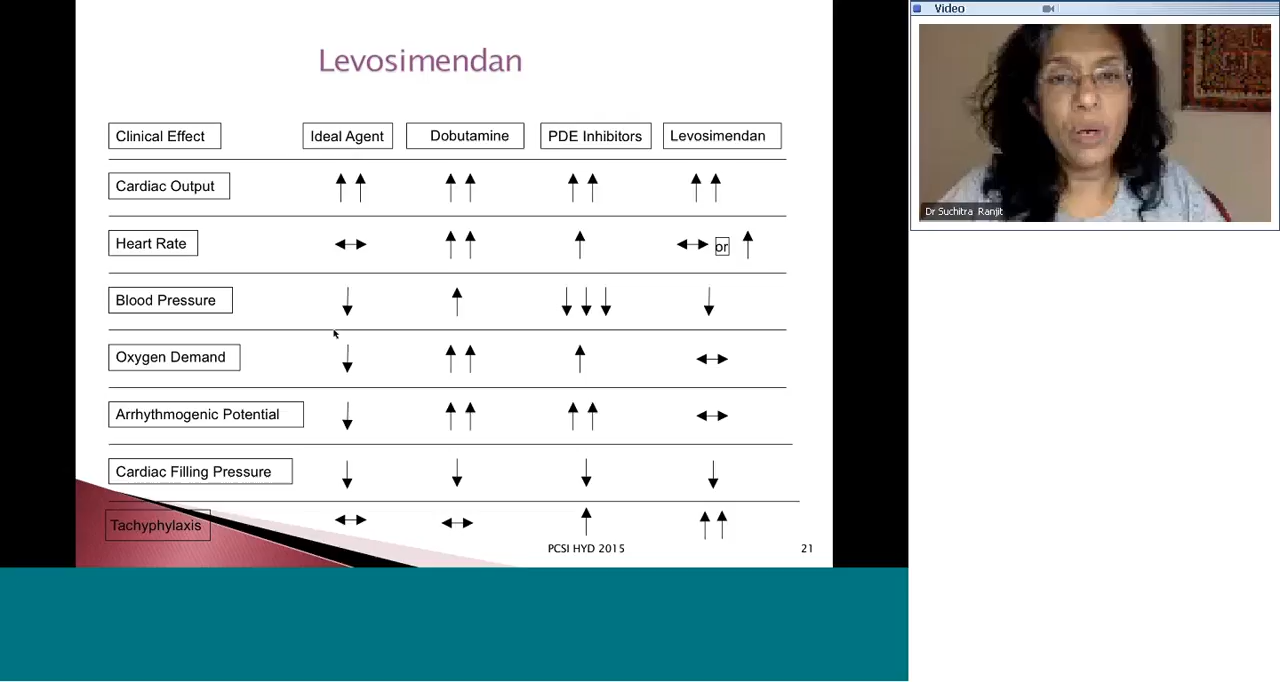 Levosimendan
Clinical Effect Ideal Agent Dobutamine PDE Inhibitors Levosimendan
Cardiac Output
Heart Rate or
Blood Pressure
Oxygen Demand
Arrhythmogenic Potential
Cardiac Filling Pressure
Tachyphylaxis
PCSI HYD 2015 21
Video
Dr Suchitra Ranjit